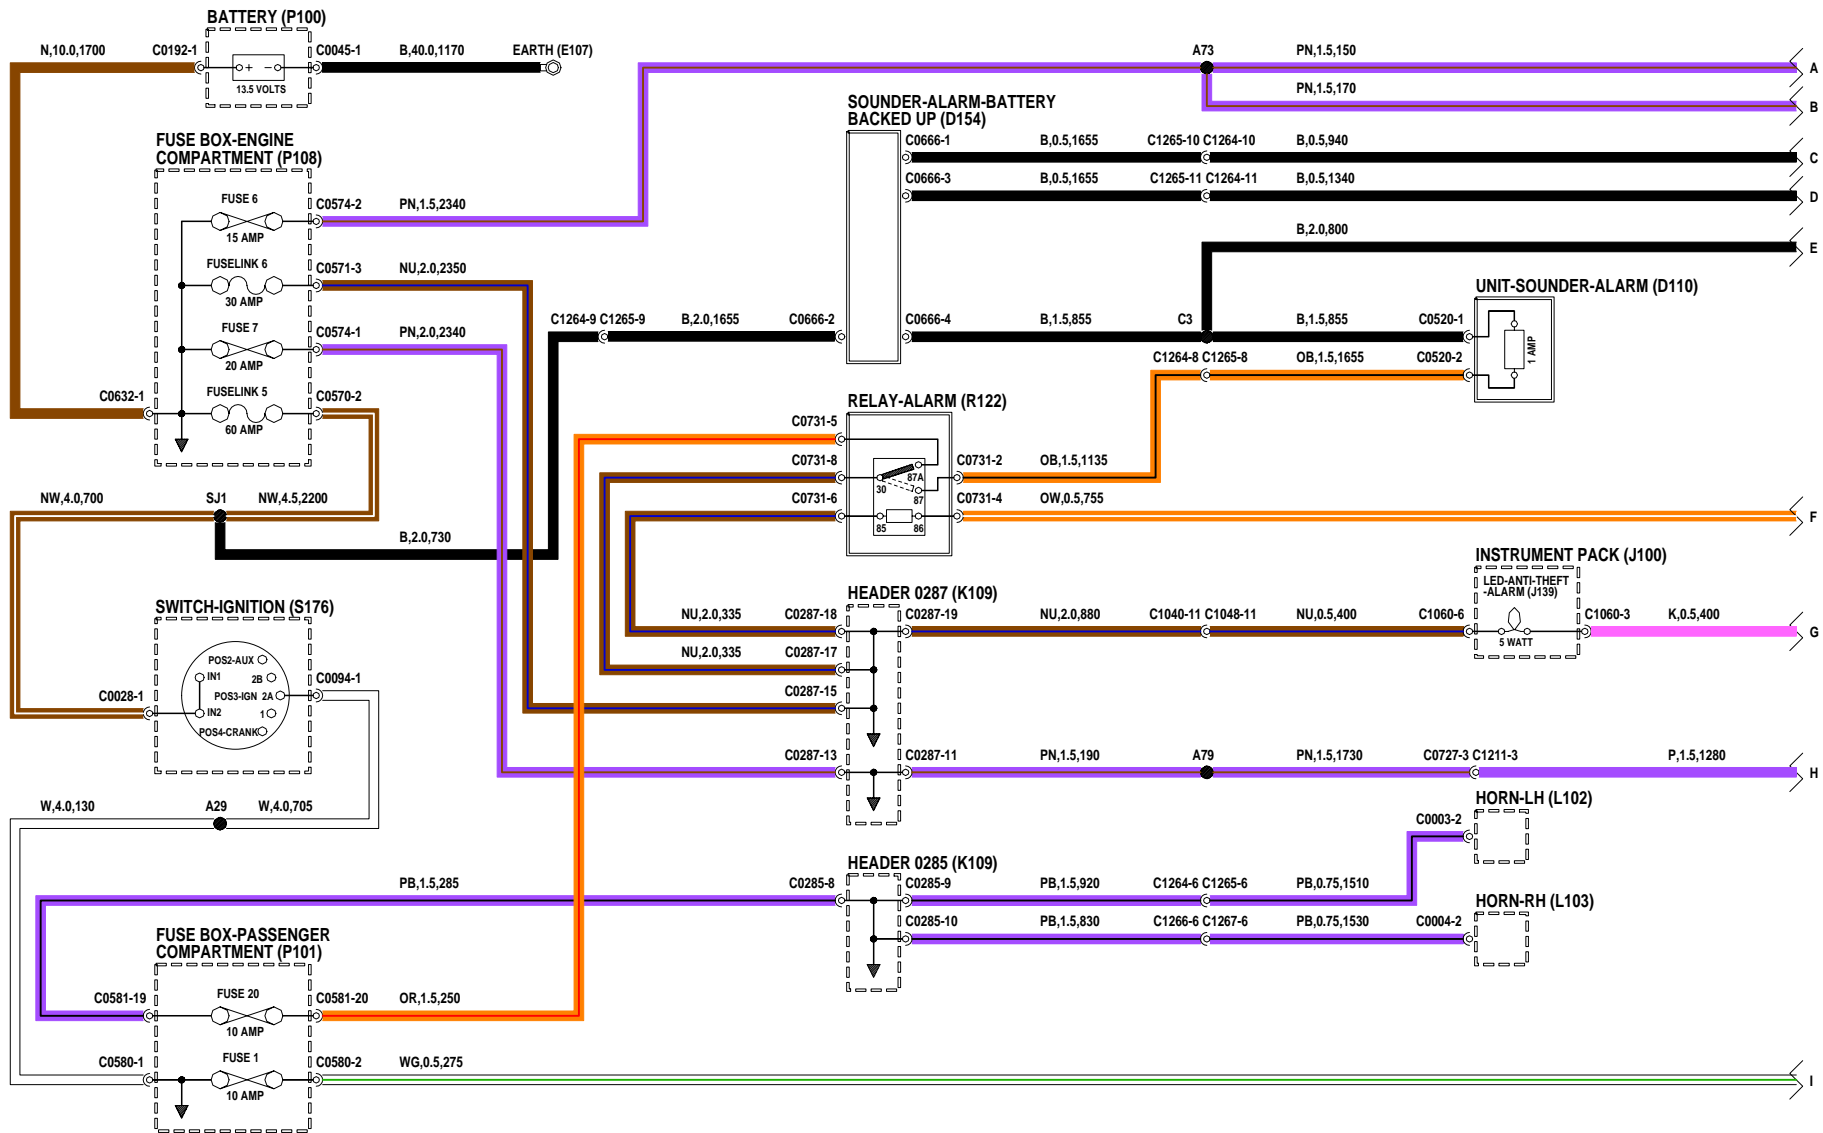 BATTERY (P100)
N,10.0,1700
C0192-1
C0045-1
B,40.0,1170
EARTH (E107)
13.5 VOLTS
A73
PN,1.5,150
A
PN,1.5,170
B
SOUNDER-ALARM-BATTERY
BACKED UP (D154)
C0666-1
B,0.5,1655
C1265-10 C1264-10
B,0.5,940
C
C0666-3
B,0.5,1655
C1265-11 C1264-11
B,0.5,1340
D
B,2.0,800
E
FUSE BOX-ENGINE
COMPARTMENT (P108)
FUSE 6
15 AMP
C0574-2
PN,1.5,2340
FUSELINK 6
30 AMP
C0571-3
NU,2.0,2350
FUSE 7
20 AMP
C0574-1
PN,2.0,2340
C0632-1
FUSELINK 5
60 AMP
C0570-2
C1264-9 C1265-9
B,2.0,1655
C0666-2
C0666-4
B,1.5,855
C3
B,1.5,855
C0520-1
UNIT-SOUNDER-ALARM (D110)
1 AMP
C1264-8 C1265-8
OB,1.5,1655
C0520-2
RELAY-ALARM (R122)
C0731-5
C0731-8
C0731-6
30
87A
87
85
86
C0731-2
OB,1.5,1135
C0731-4
OW,0.5,755
F
NW,4.0,700
SJ1
NW,4.5,2200
B,2.0,730
INSTRUMENT PACK (J100)
LED-ANTI-THEFT
-ALARM (J139)
5 WATT
SWITCH-IGNITION (S176)
POS2-AUX
IN1
2B
POS3-IGN
2A
IN2
1
POS4-CRANK
C0028-1
C0094-1
HEADER 0287 (K109)
NU,2.0,335
C0287-18
C0287-19
NU,2.0,880
C1040-11 C1048-11
NU,0.5,400
C1060-6
C1060-3
K,0.5,400
G
NU,2.0,335
C0287-17
C0287-15
C0287-13
C0287-11
PN,1.5,190
A79
PN,1.5,1730
C0727-3 C1211-3
P,1.5,1280
H
W,4.0,130
A29
W,4.0,705
HORN-LH (L102)
C0003-2
HEADER 0285 (K109)
PB,1.5,285
C0285-8
C0285-9
PB,1.5,920
C1264-6 C1265-6
PB,0.75,1510
C0285-10
PB,1.5,830
C1266-6 C1267-6
PB,0.75,1530
C0004-2
HORN-RH (L103)
FUSE BOX-PASSENGER
COMPARTMENT (P101)
C0581-19
FUSE 20
10 AMP
C0581-20
OR,1.5,250
C0580-1
FUSE 1
10 AMP
C0580-2
WG,0.5,275
I